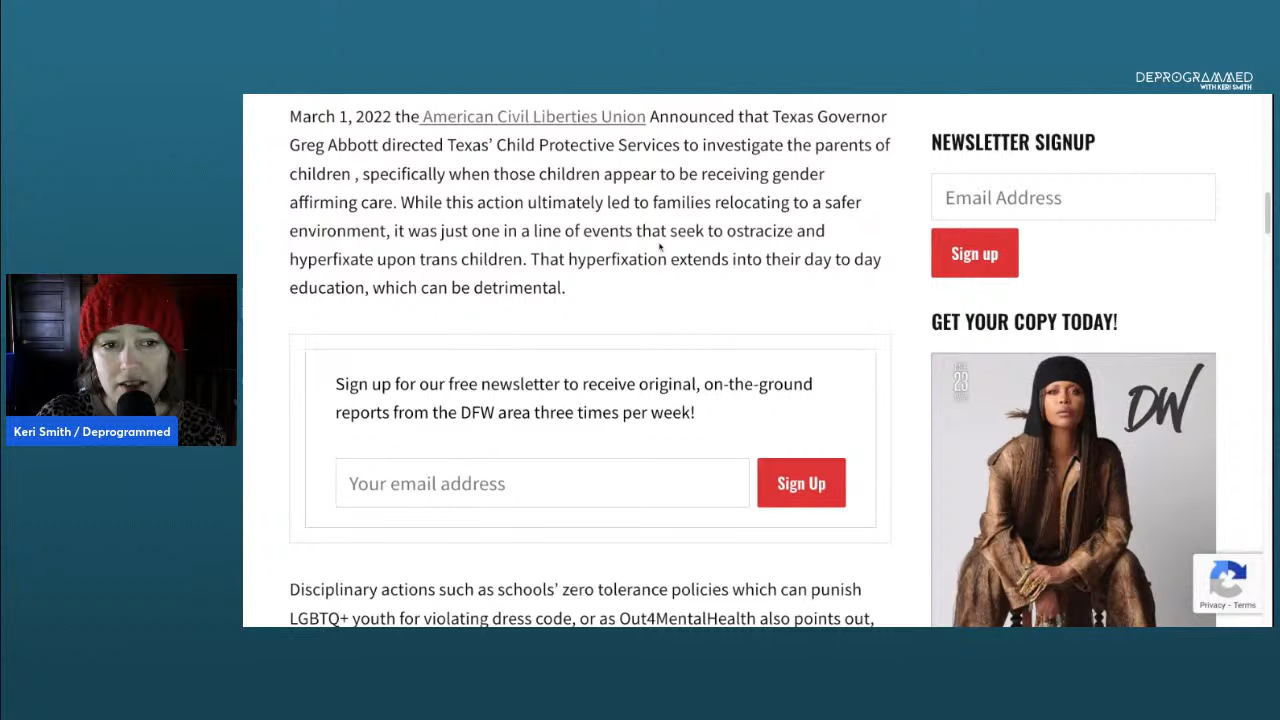 DEPROGRAMMED
WITH KERI SMITH
March 1, 2022 the American Civil Liberties Union Announced that Texas Governor
Greg Abbott directed Texas’ Child Protective Services to investigate the parents of
children , specifically when those children appear to be receiving gender
affirming care. While this action ultimately led to families relocating to a safer
environment, it was just one in a line of events that seek to ostracize and
hyperfixate upon trans children. That hyperfixation extends into their day to day
education, which can be detrimental.
Sign up for our free newsletter to receive original, on-the-ground
reports from the DFW area three times per week!
Your email address
Sign Up
Disciplinary actions such as schools’ zero tolerance policies which can punish
LGBTQ+ youth for violating dress code, or as Out4MentalHealth also points out,
NEWSLETTER SIGNUP
Email Address
Sign up
GET YOUR COPY TODAY!
23
DW
Privacy - Terms
Keri Smith / Deprogrammed